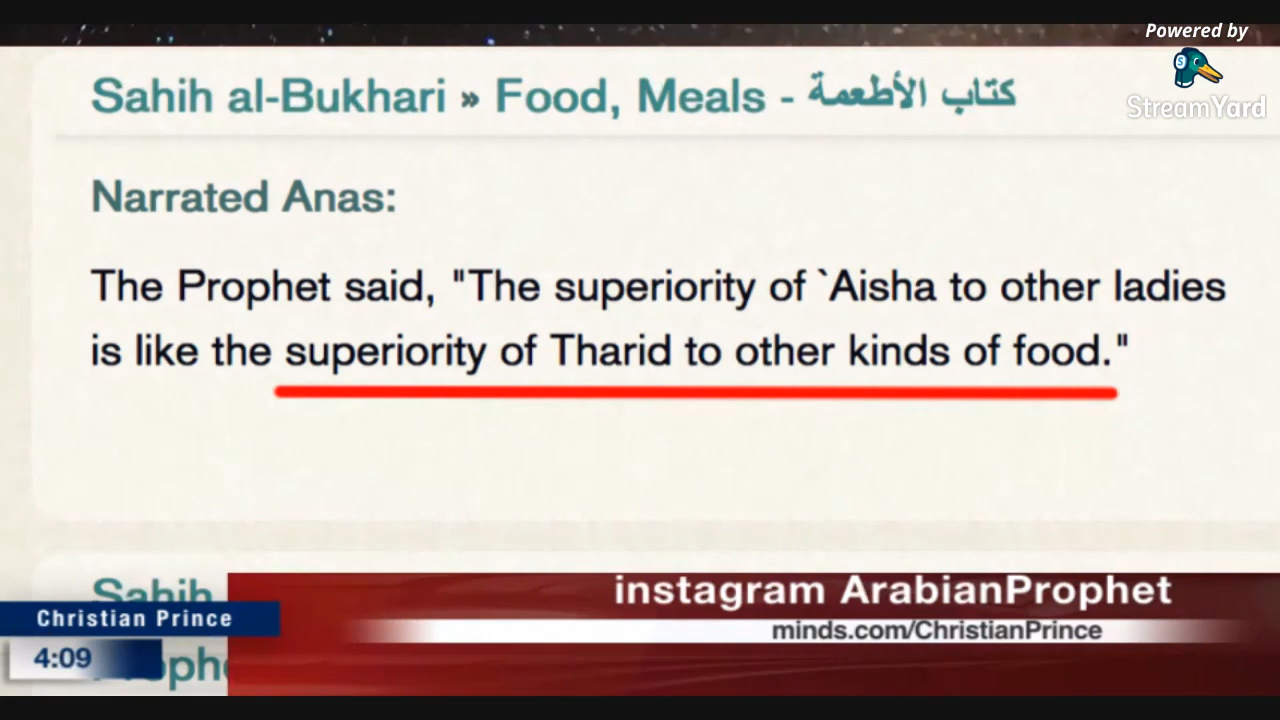 Powered by
StreamYard
Sahih al-Bukhari » Food, Meals - كتاب الأطعمة
Narrated Anas:
The Prophet said, "The superiority of `Aisha to other ladies
is like the superiority of Tharid to other kinds of food."
Sahih
instagram ArabianProphet
Christian Prince
minds.com/ChristianPrince
4:09